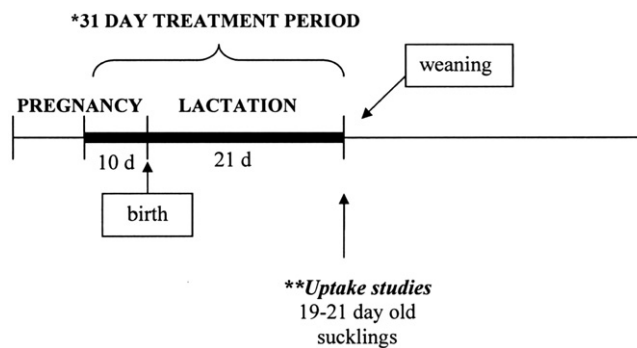 *31 DAY TREATMENT PERIOD
weaning
PREGNANCY LACTATION
10 d 21 d
birth
**Uptake studies
19-21 day old
sucklings